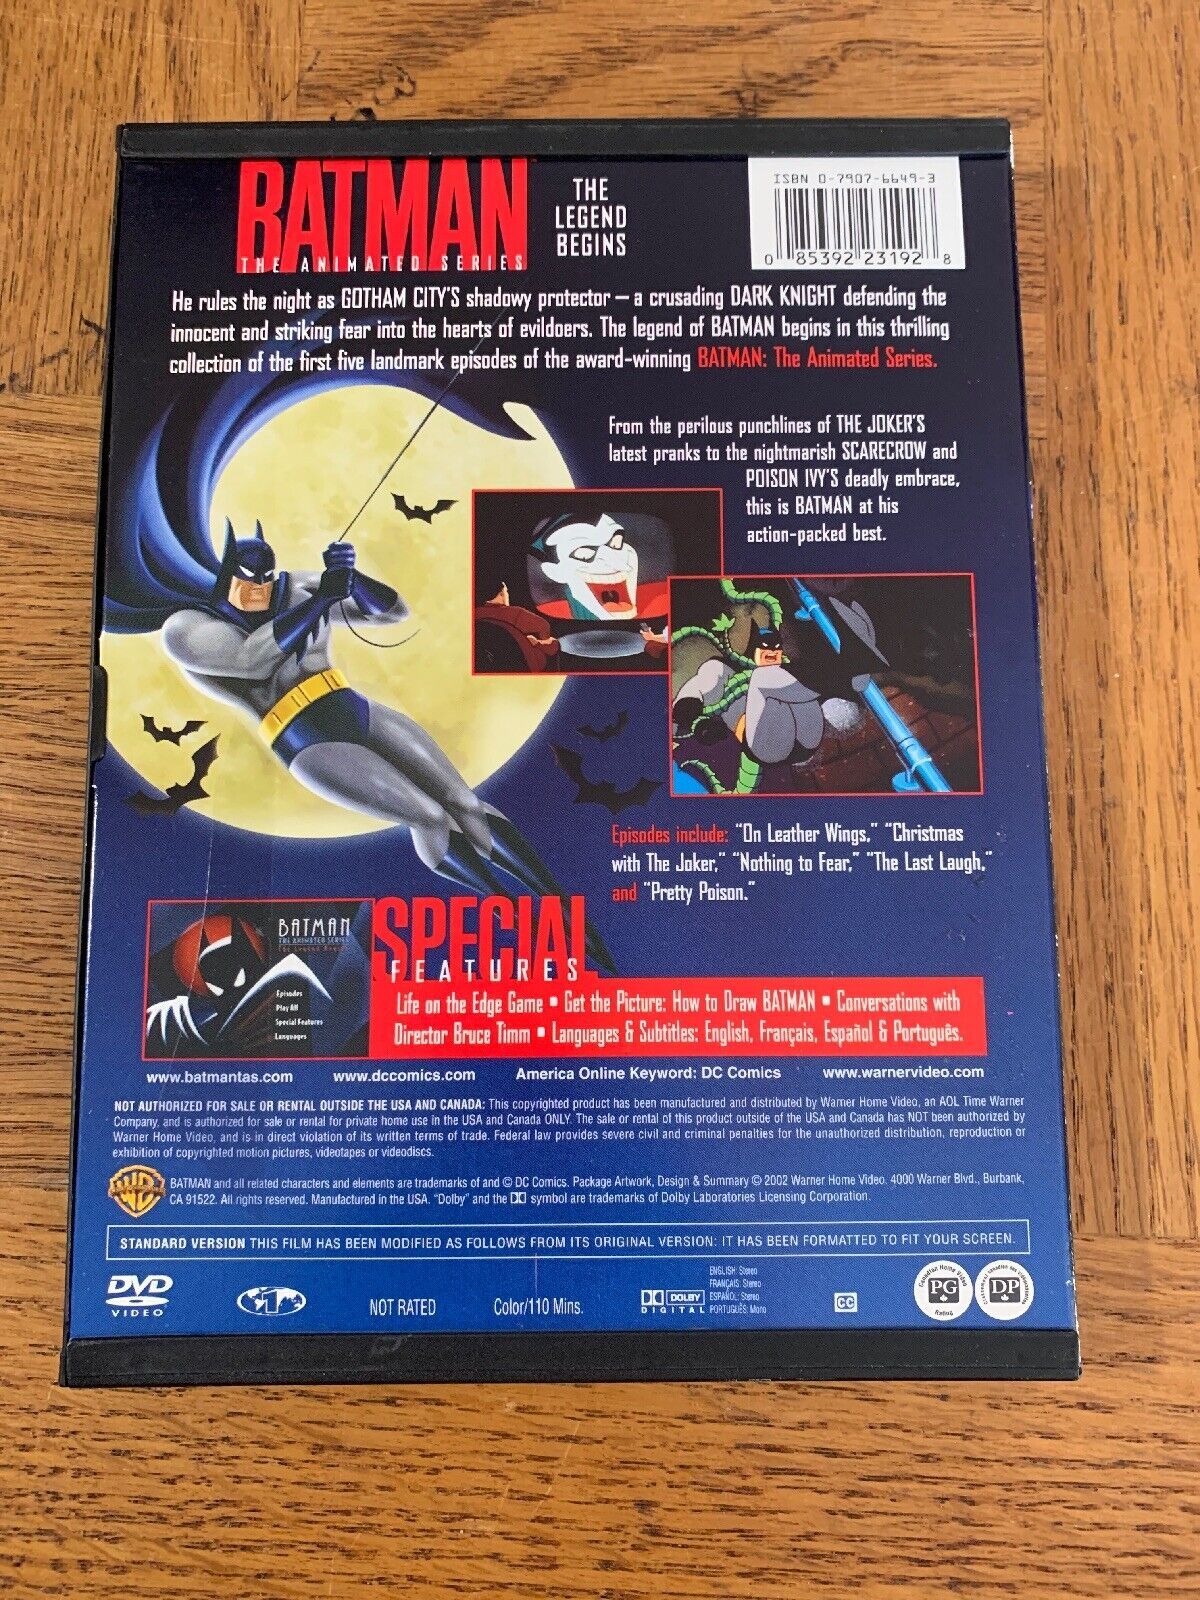 BATMAN
THE ANIMATED SERIES
THE
LEGEND
BEGINS
ISBN 0-7907-6649-3
0 85392 23192 8
He rules the night as GOTHAM CITY'S shadowy protector — a crusading DARK KNIGHT defending the
innocent and striking fear into the hearts of evildoers. The legend of BATMAN begins in this thrilling
collection of the first five landmark episodes of the award-winning BATMAN: The Animated Series.
From the perilous punchlines of THE JOKER'S
latest pranks to the nightmarish SCARECROW and
POISON IVY'S deadly embrace,
this is BATMAN at his
action-packed best.
Episodes include: "On Leather Wings," "Christmas
with The Joker," "Nothing to Fear," "The Last Laugh,"
and "Pretty Poison."
BATMAN
THE ANIMATED SERIES
The Legend Begins
Episodes
Play All
Special Features
Languages
SPECIAL
FEATURES
Life on the Edge Game • Get the Picture: How to Draw BATMAN • Conversations with
Director Bruce Timm • Languages & Subtitles: English, Français, Español & Português.
www.batmantas.com www.dccomics.com America Online Keyword: DC Comics www.warnervideo.com
NOT AUTHORIZED FOR SALE OR RENTAL OUTSIDE THE USA AND CANADA: This copyrighted product has been manufactured and distributed by Warner Home Video, an AOL Time Warner
Company, and is authorized for sale or rental for private home use in the USA and Canada ONLY. The sale or rental of this product outside of the USA and Canada has NOT been authorized by
Warner Home Video, and is in direct violation of its written terms of trade. Federal law provides severe civil and criminal penalties for the unauthorized distribution, reproduction or
exhibition of copyrighted motion pictures, videotapes or videodiscs.
WB BATMAN and all related characters and elements are trademarks of and © DC Comics. Package Artwork, Design & Summary © 2002 Warner Home Video. 4000 Warner Blvd., Burbank,
CA 91522. All rights reserved. Manufactured in the USA. "Dolby" and the DD symbol are trademarks of Dolby Laboratories Licensing Corporation.
STANDARD VERSION THIS FILM HAS BEEN MODIFIED AS FOLLOWS FROM ITS ORIGINAL VERSION: IT HAS BEEN FORMATTED TO FIT YOUR SCREEN.
DVD
VIDEO
1
NOT RATED
Color/110 Mins.
DOLBY
DIGITAL
ENGLISH: Stereo
FRANÇAIS: Stereo
ESPAÑOL: Stereo
PORTUGUÊS: Mono
CC
Canadian Home Video
PG
Rating
DP